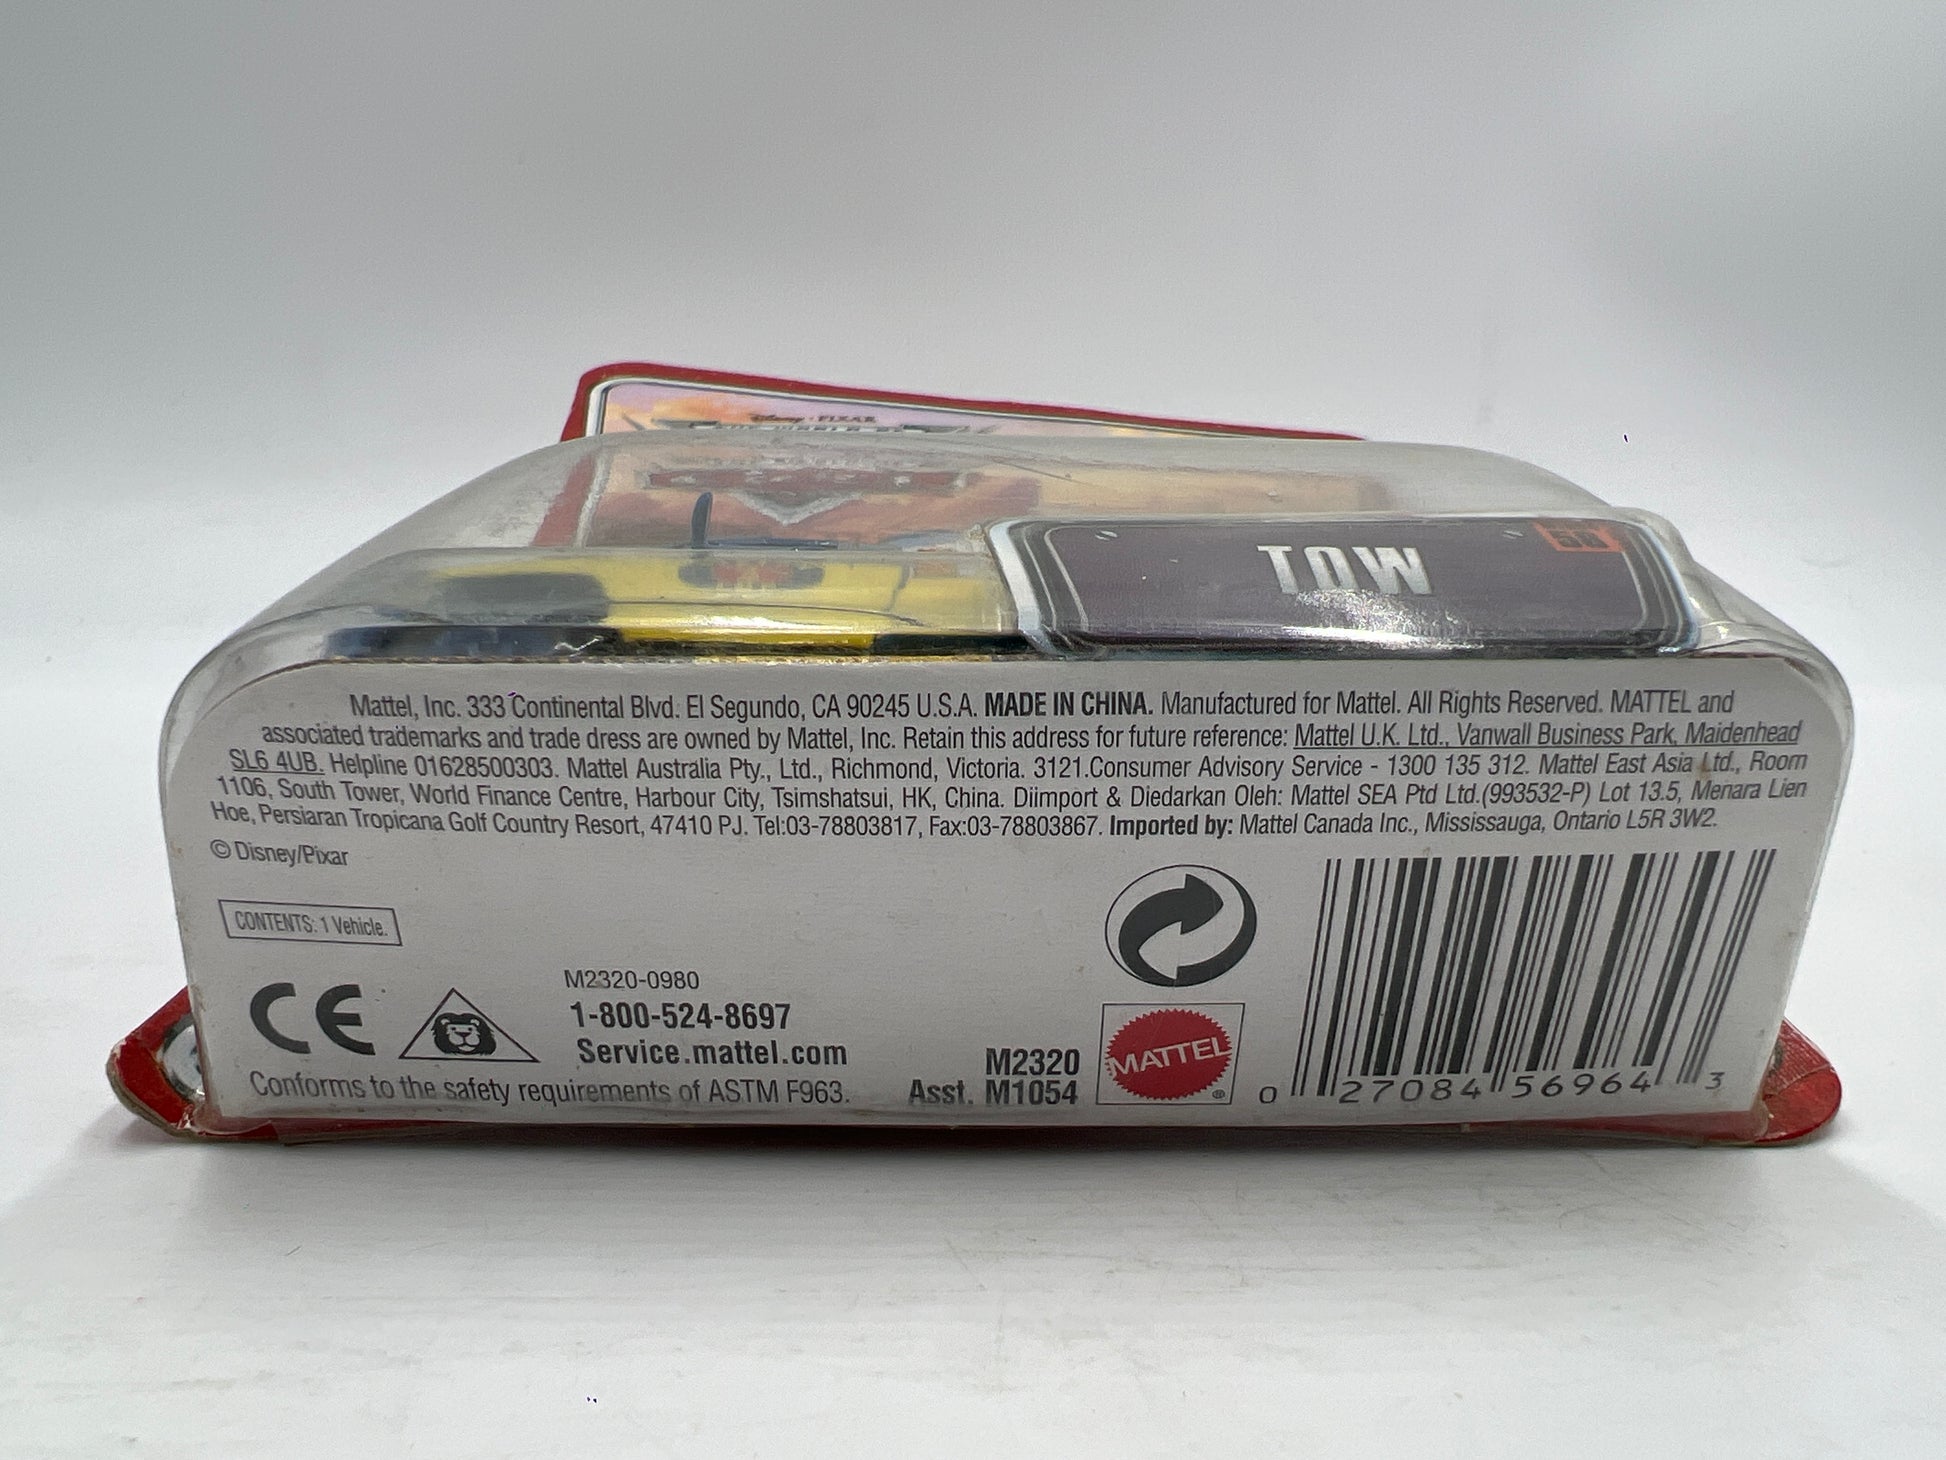 Disney · PIXAR
TOW
58
Mattel, Inc. 333 Continental Blvd. El Segundo, CA 90245 U.S.A. MADE IN CHINA. Manufactured for Mattel. All Rights Reserved. MATTEL and
associated trademarks and trade dress are owned by Mattel, Inc. Retain this address for future reference: Mattel U.K. Ltd., Vanwall Business Park, Maidenhead
SL6 4UB. Helpline 01628500303. Mattel Australia Pty., Ltd., Richmond, Victoria. 3121.Consumer Advisory Service - 1300 135 312. Mattel East Asia Ltd., Room
1106, South Tower, World Finance Centre, Harbour City, Tsimshatsui, HK, China. Diimport & Diedarkan Oleh: Mattel SEA Ptd Ltd.(993532-P) Lot 13.5, Menara Lien
Hoe, Persiaran Tropicana Golf Country Resort, 47410 PJ. Tel:03-78803817, Fax:03-78803867. Imported by: Mattel Canada Inc., Mississauga, Ontario L5R 3W2.
© Disney/Pixar
CONTENTS: 1 Vehicle.
CE
M2320-0980
1-800-524-8697
Service.mattel.com
Conforms to the safety requirements of ASTM F963.
M2320
Asst. M1054
MATTEL®
0 27084 56964 3